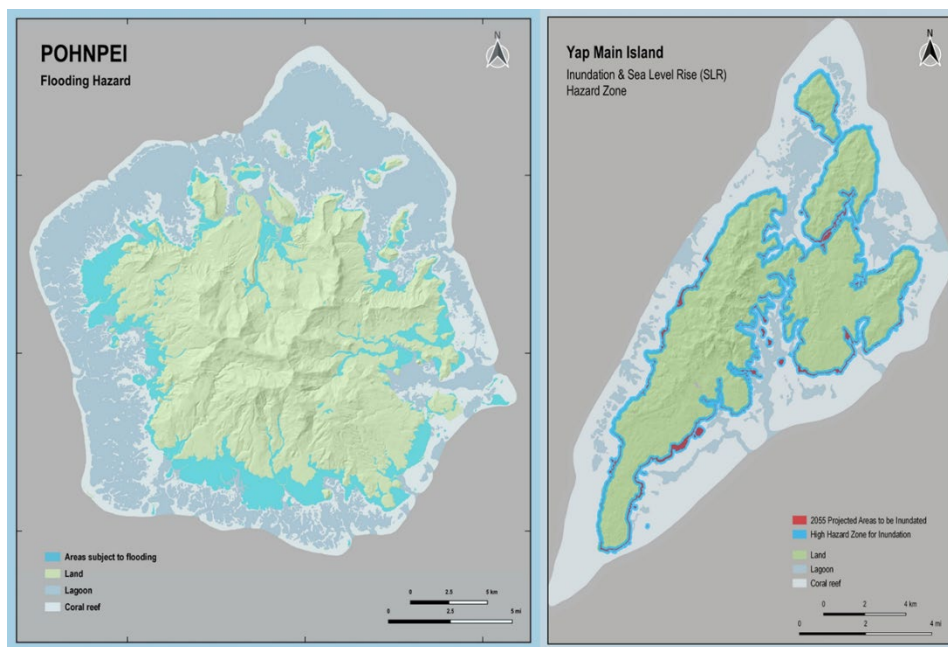 POHNPEI
Flooding Hazard
N
Areas subject to flooding
Land
Lagoon
Coral reef
0 2.5 5 km
0 2.5 5 mi
Yap Main Island
Inundation & Sea Level Rise (SLR)
Hazard Zone
N
2055 Projected Areas to be Inundated
High Hazard Zone for Inundation
Land
Lagoon
Coral reef
0 2 4 km
0 2 4 mi